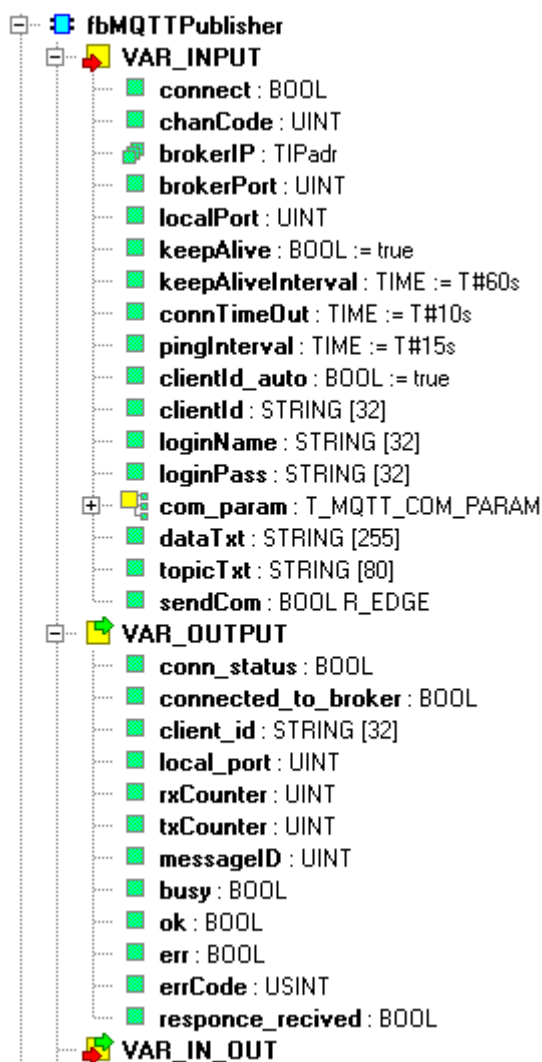 fbMQTTPublisher
VAR_INPUT
connect : BOOL
chanCode : UINT
brokerIP : TIPadr
brokerPort : UINT
localPort : UINT
keepAlive : BOOL := true
keepAliveInterval : TIME := T#60s
connTimeOut : TIME := T#10s
pingInterval : TIME := T#15s
clientId_auto : BOOL := true
clientId : STRING [32]
loginName : STRING [32]
loginPass : STRING [32]
com_param : T_MQTT_COM_PARAM
dataTxt : STRING [255]
topicTxt : STRING [80]
sendCom : BOOL R_EDGE
VAR_OUTPUT
conn_status : BOOL
connected_to_broker : BOOL
client_id : STRING [32]
local_port : UINT
rxCounter : UINT
txCounter : UINT
messageID : UINT
busy : BOOL
ok : BOOL
err : BOOL
errCode : USINT
responce_recived : BOOL
VAR_IN_OUT